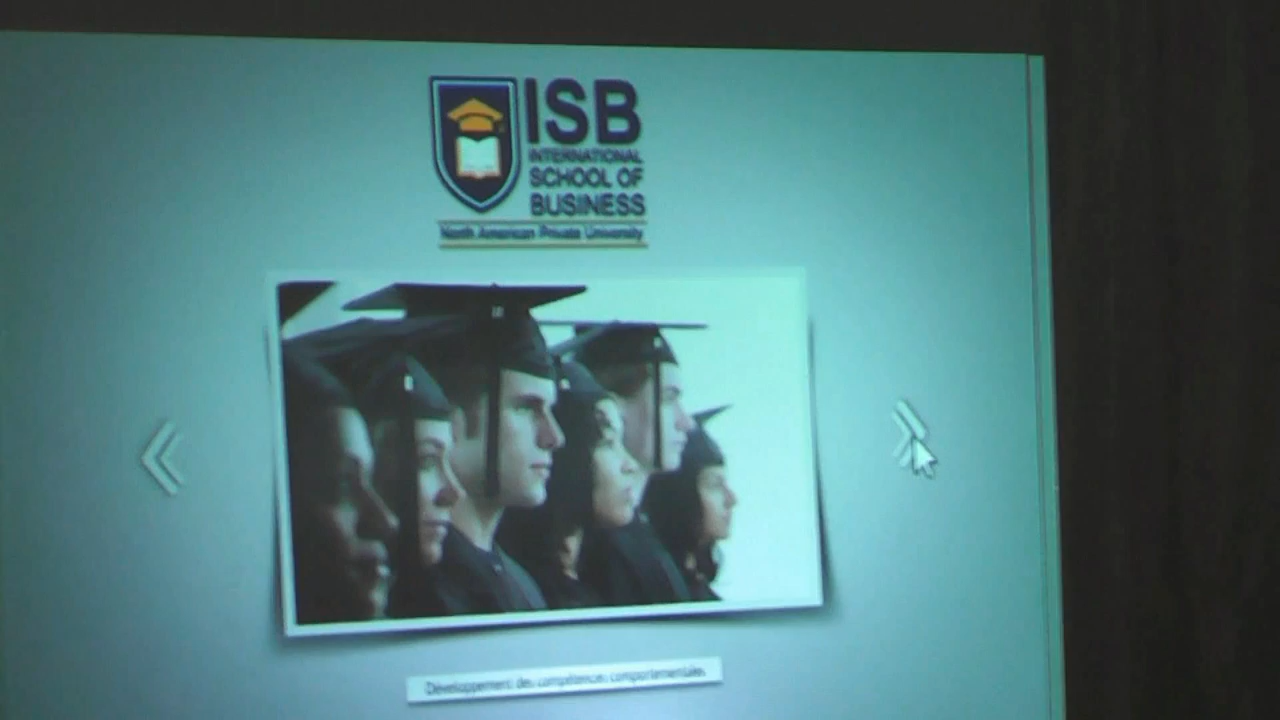 ISB
INTERNATIONAL
SCHOOL OF
BUSINESS
North American Private University
Développement des compétences comportementales